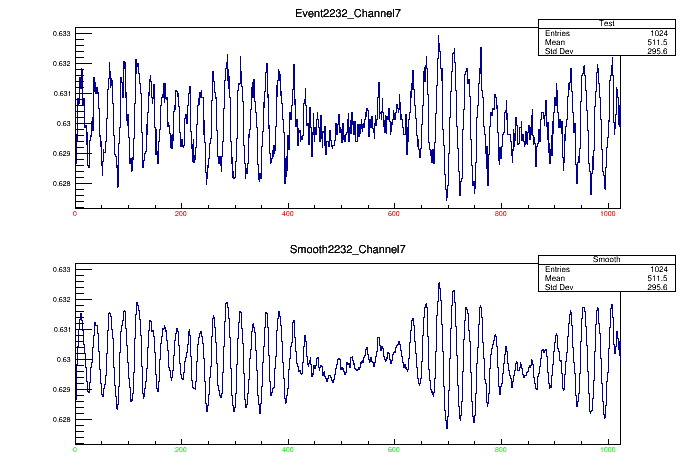 Event2232_Channel7
Test
Entries 1024
Mean 511.5
Std Dev 295.6
0.633
0.632
0.631
0.63
0.629
0.628
0 200 400 600 800 1000
Smooth2232_Channel7
Smooth
Entries 1024
Mean 511.5
Std Dev 295.6
0.633
0.632
0.631
0.63
0.629
0.628
0 200 400 600 800 1000